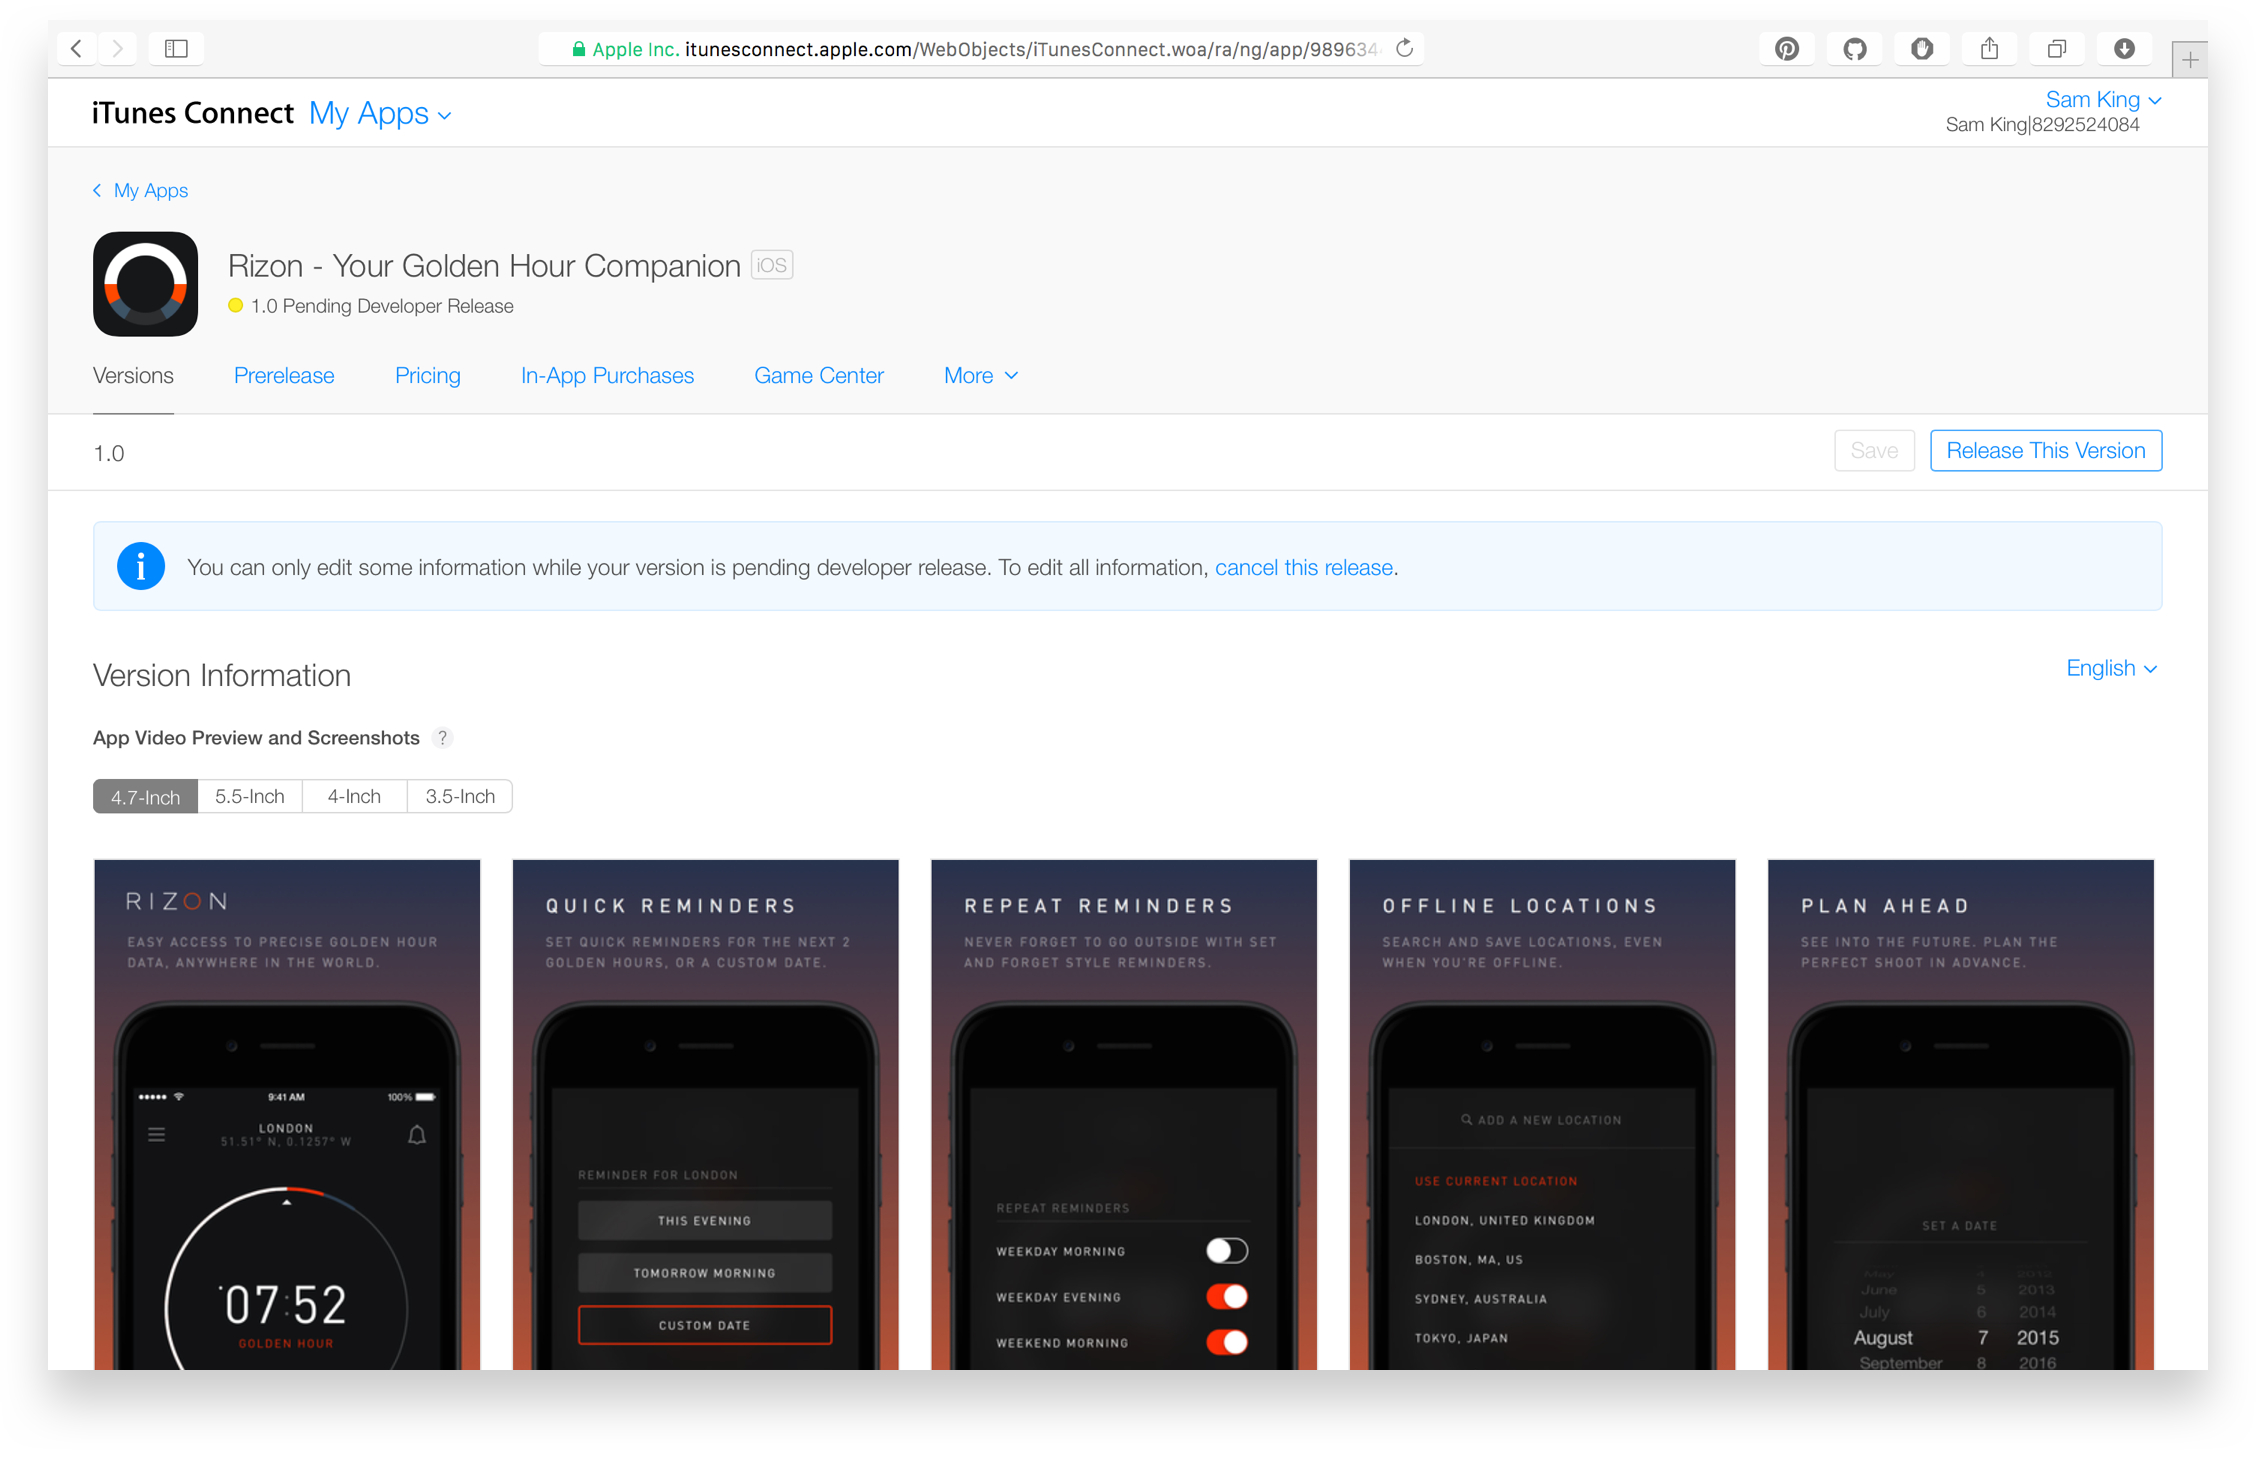 Apple Inc. itunesconnect.apple.com/WebObjects/iTunesConnect.woa/ra/ng/app/989634
iTunes Connect My Apps
Sam King
Sam King|8292524084
My Apps
Rizon - Your Golden Hour Companion iOS
1.0 Pending Developer Release
Versions Prerelease Pricing In-App Purchases Game Center More
1.0
Save Release This Version
i You can only edit some information while your version is pending developer release. To edit all information, cancel this release.
Version Information
English
App Video Preview and Screenshots ?
4.7-Inch 5.5-Inch 4-Inch 3.5-Inch
RIZON
EASY ACCESS TO PRECISE GOLDEN HOUR
DATA, ANYWHERE IN THE WORLD.
9:41 AM 100%
LONDON
51.51° N, 0.1257° W
07:52
GOLDEN HOUR
QUICK REMINDERS
SET QUICK REMINDERS FOR THE NEXT 2
GOLDEN HOURS, OR A CUSTOM DATE.
REMINDER FOR LONDON
THIS EVENING
TOMORROW MORNING
CUSTOM DATE
REPEAT REMINDERS
NEVER FORGET TO GO OUTSIDE WITH SET
AND FORGET STYLE REMINDERS.
REPEAT REMINDERS
WEEKDAY MORNING
WEEKDAY EVENING
WEEKEND MORNING
OFFLINE LOCATIONS
SEARCH AND SAVE LOCATIONS, EVEN
WHEN YOU'RE OFFLINE.
ADD A NEW LOCATION
USE CURRENT LOCATION
LONDON, UNITED KINGDOM
BOSTON, MA, US
SYDNEY, AUSTRALIA
TOKYO, JAPAN
PLAN AHEAD
SEE INTO THE FUTURE. PLAN THE
PERFECT SHOOT IN ADVANCE.
SET A DATE
May 4
June 5 2013
July 6 2014
August 7 2015
September 8 2016